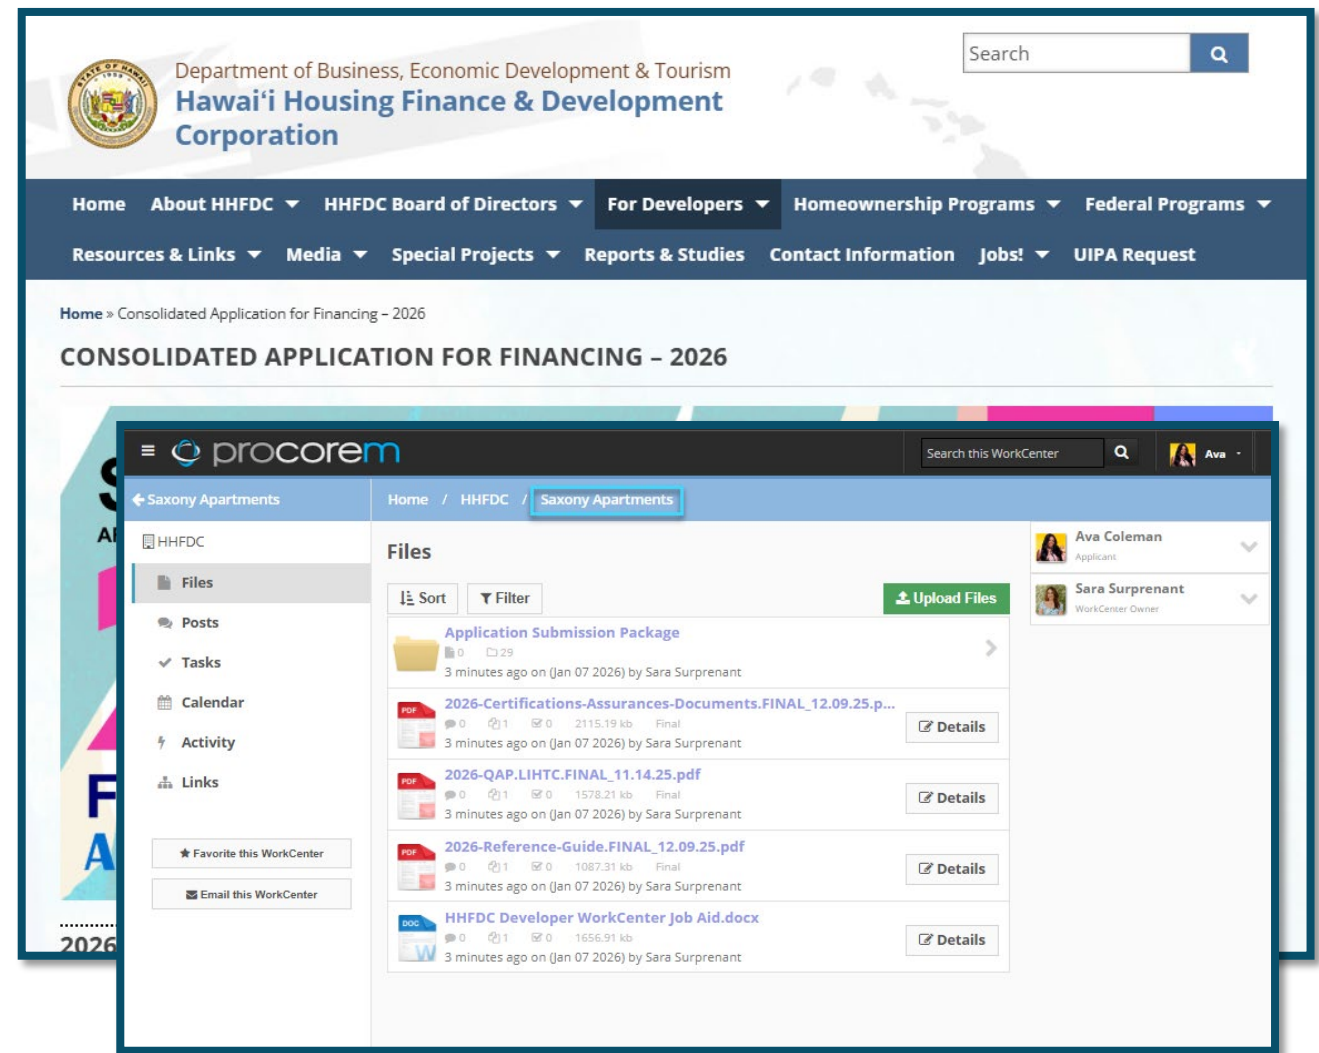 Search
Department of Business, Economic Development & Tourism
Hawaiʻi Housing Finance & Development
Corporation
STATE OF HAWAII
1959
Home About HHFDC HHFDC Board of Directors For Developers Homeownership Programs Federal Programs
Resources & Links Media Special Projects Reports & Studies Contact Information Jobs! UIPA Request
Home » Consolidated Application for Financing – 2026
CONSOLIDATED APPLICATION FOR FINANCING – 2026
procorem
Search this WorkCenter
Ava
Saxony Apartments
Home / HHFDC / Saxony Apartments
HHFDC
Files
Posts
Tasks
Calendar
Activity
Links
Favorite this WorkCenter
Email this WorkCenter
Files
Sort Filter
Upload Files
Application Submission Package
0 29
3 minutes ago on (Jan 07 2026) by Sara Surprenant
PDF
2026-Certifications-Assurances-Documents.FINAL_12.09.25.p...
0 1 0 2115.19 kb Final
3 minutes ago on (Jan 07 2026) by Sara Surprenant
Details
PDF
2026-QAP.LIHTC.FINAL_11.14.25.pdf
0 1 0 1578.21 kb Final
3 minutes ago on (Jan 07 2026) by Sara Surprenant
Details
PDF
2026-Reference-Guide.FINAL_12.09.25.pdf
0 1 0 1087.31 kb Final
3 minutes ago on (Jan 07 2026) by Sara Surprenant
Details
DOC
W
HHFDC Developer WorkCenter Job Aid.docx
0 1 0 1656.91 kb
3 minutes ago on (Jan 07 2026) by Sara Surprenant
Details
Ava Coleman
Applicant
Sara Surprenant
WorkCenter Owner
2026